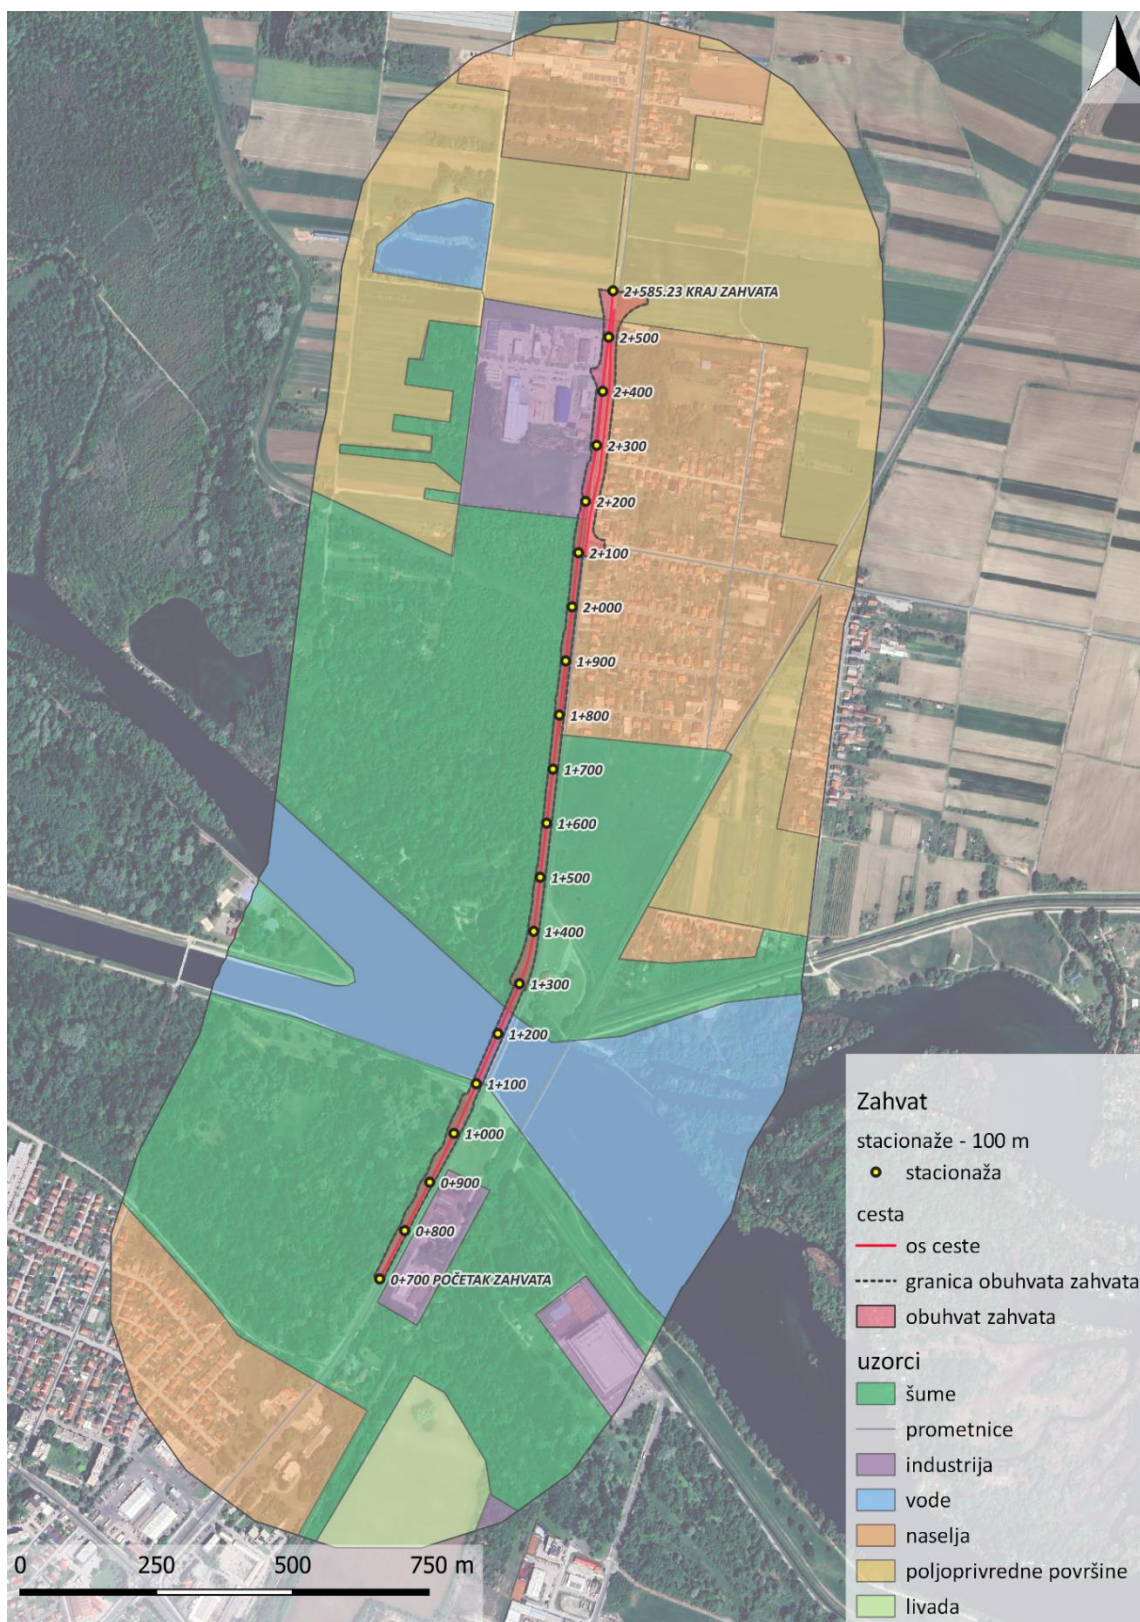 2+585.23 KRAJ ZAHVATA
2+500
2+400
2+300
2+200
2+100
2+000
1+900
1+800
1+700
1+600
1+500
1+400
1+300
1+200
1+100
1+000
0+900
0+800
0+700 POČETAK ZAHVATA
Zahvat
stacionaže - 100 m
stacionaža
cesta
os ceste
granica obuhvata zahvata
obuhvat zahvata
uzorci
šume
prometnice
industrija
vode
naselja
poljoprivredne površine
livada
0 250 500 750 m